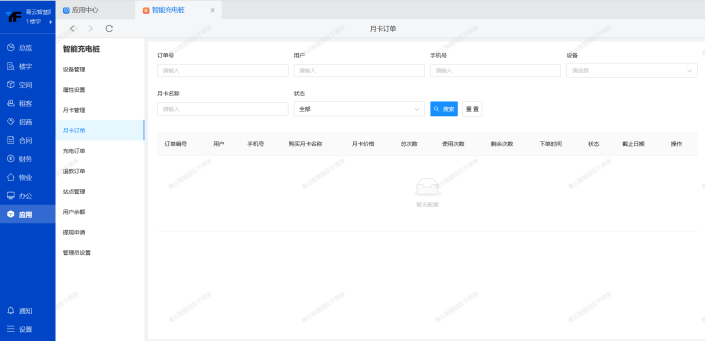 青云智慧
1 楼宇
应用中心
智能充电桩
月卡订单
总览
楼宇
空间
租客
招商
合同
财务
物业
办公
应用
通知
设置
智能充电桩
设备管理
属性设置
月卡管理
月卡订单
充电订单
退款订单
站点管理
用户余额
提现申请
管理员设置
订单号
用户
手机号
设备
请输入
请输入
请输入
请选择
月卡名称
状态
请输入
全部
搜索
重置
订单编号 用户 手机号 购买月卡名称 月卡价格 总次数 使用次数 剩余次数 下单时间 状态 截止日期 操作
暂无数据